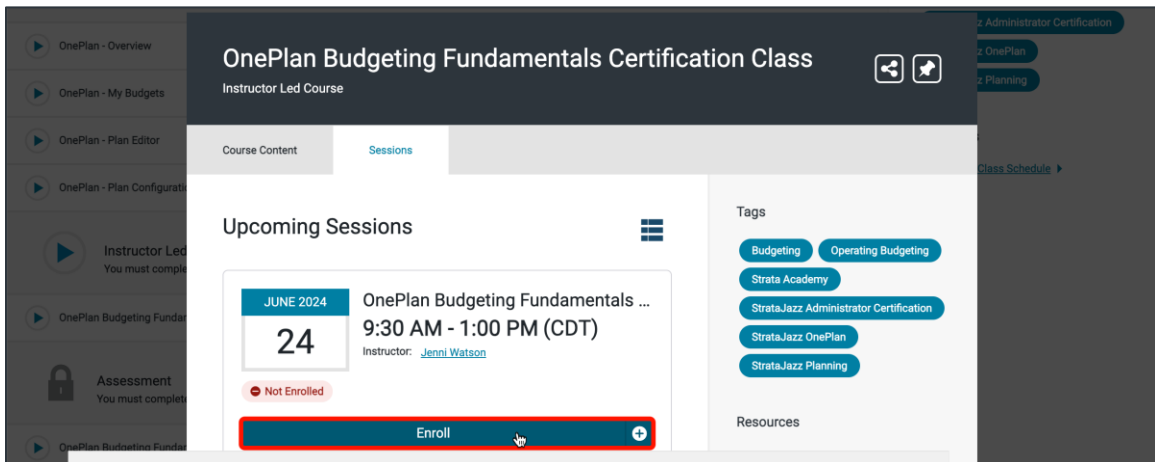 OnePlan - Overview
OnePlan - My Budgets
OnePlan - Plan Editor
OnePlan - Plan Configurati
Instructor Led
You must comple
OnePlan Budgeting Fundar
Assessment
You must complet
OnePlan Budgeting Fundar
OnePlan Budgeting Fundamentals Certification Class
Instructor Led Course
Course Content
Sessions
Upcoming Sessions
JUNE 2024
24
OnePlan Budgeting Fundamentals ...
9:30 AM - 1:00 PM (CDT)
Instructor: Jenni Watson
Not Enrolled
Enroll
Tags
Budgeting
Operating Budgeting
Strata Academy
StrataJazz Administrator Certification
StrataJazz OnePlan
StrataJazz Planning
Resources
z Administrator Certification
z OnePlan
z Planning
Class Schedule